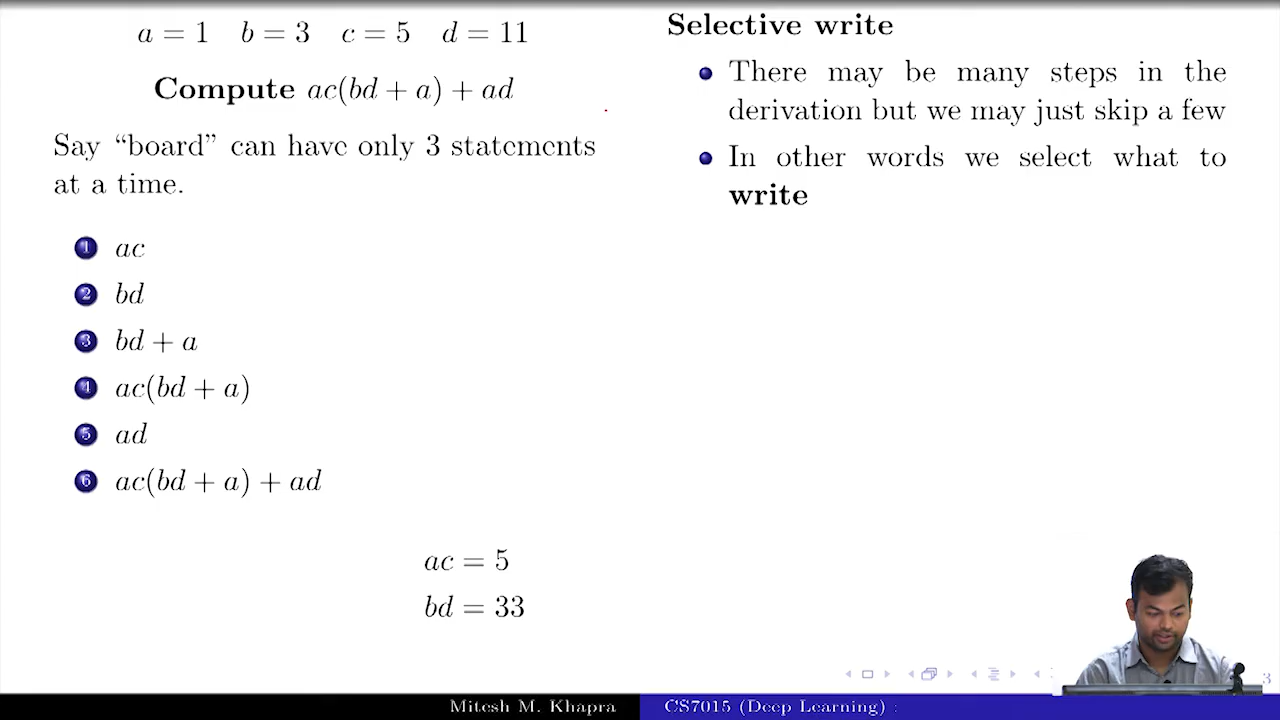 a = 1 b = 3 c = 5 d = 11
Compute ac(bd + a) + ad
Say “board” can have only 3 statements
at a time.
1 ac
2 bd
3 bd + a
4 ac(bd + a)
5 ad
6 ac(bd + a) + ad
ac = 5
bd = 33
Selective write
There may be many steps in the
derivation but we may just skip a few
In other words we select what to
write
3
Mitesh M. Khapra CS7015 (Deep Learning) :